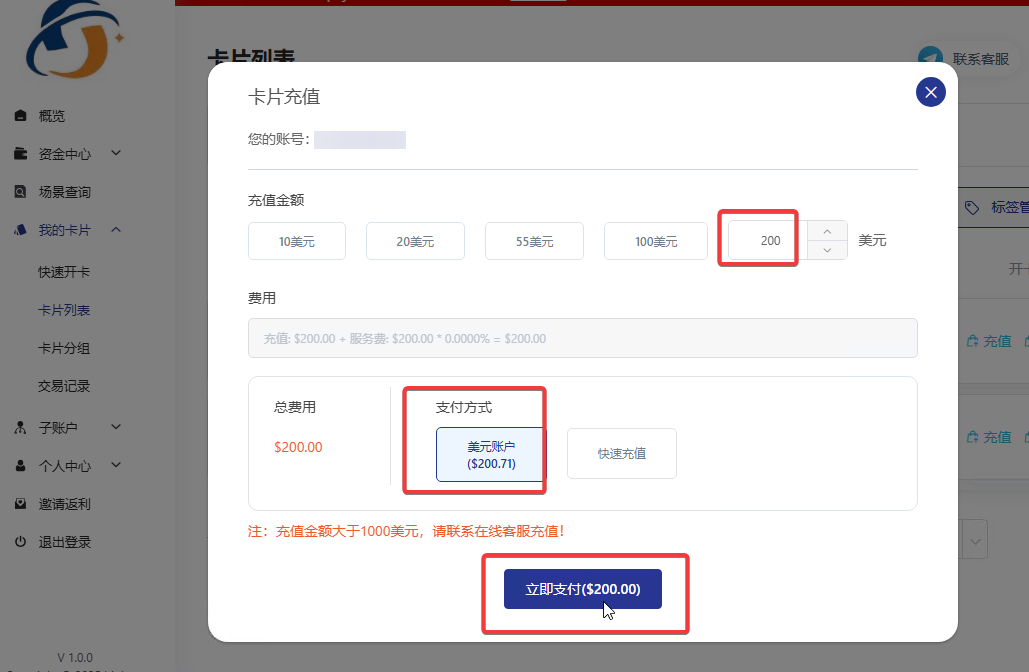 卡片列表
联系客服
概览
资金中心
场景查询
我的卡片
快速开卡
卡片列表
卡片分组
交易记录
子账户
个人中心
邀请返利
退出登录
V 1.0.0
卡片充值
您的账号:
充值金额
10美元 20美元 55美元 100美元 200 美元
费用
充值: $200.00 + 服务费: $200.00 * 0.0000% = $200.00
总费用
$200.00
支付方式
美元账户
($200.71)
快速充值
注：充值金额大于1000美元，请联系在线客服充值！
立即支付($200.00)
标签管
开卡
充值
充值